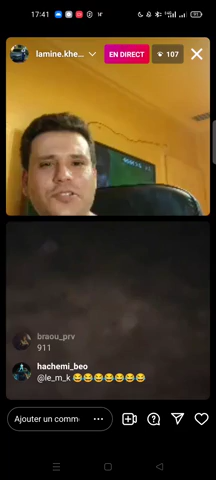 17:41
lamine.khe...
EN DIRECT
107
braou_prv
911
hachemi_beo
@le_m_k 😂😂😂😂😂😂😂
Ajouter un comm